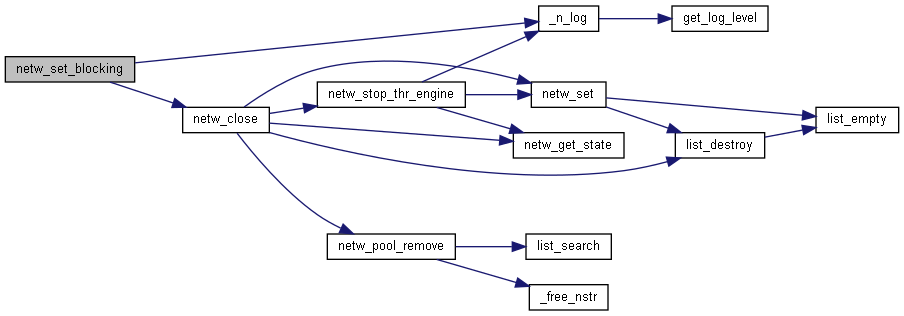 _n_log
get_log_level
netw_set_blocking
netw_stop_thr_engine
netw_set
netw_close
list_empty
netw_get_state
list_destroy
netw_pool_remove
list_search
_free_nstr